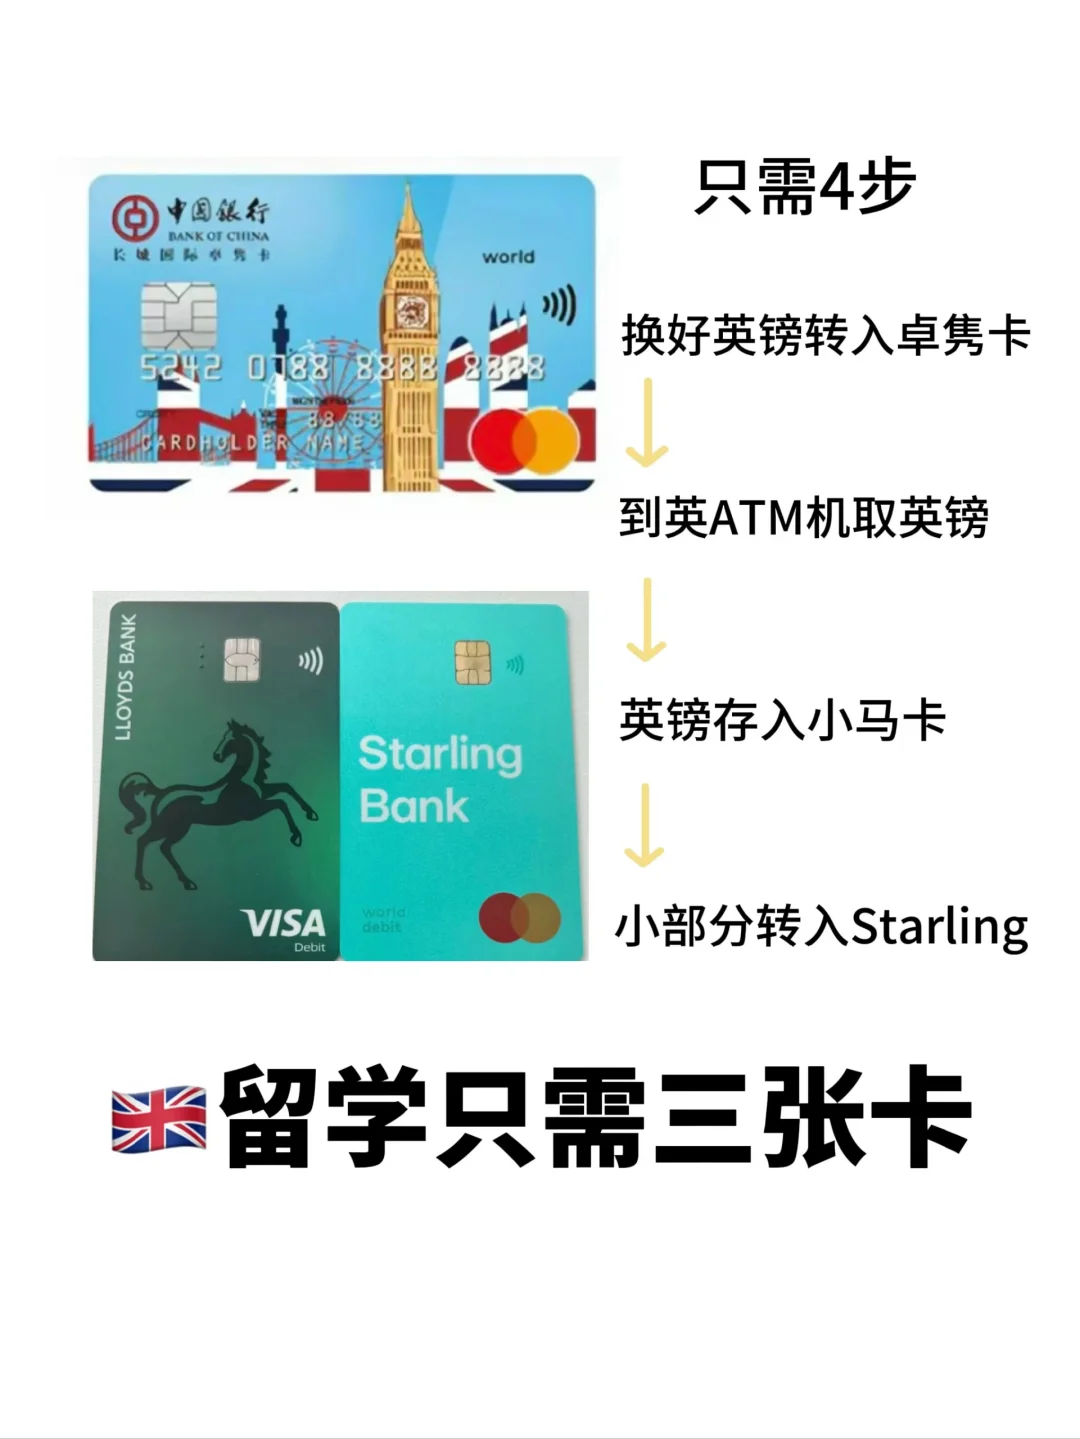 只需4步
中国银行
BANK OF CHINA
长城国际卓隽卡
world
5242 0788 8888 8888
88/88
CARDHOLDER NAME
换好英镑转入卓隽卡
到英ATM机取英镑
LLOYDS BANK
VISA
Debit
Starling
Bank
world
debit
英镑存入小马卡
小部分转入Starling
🇬🇧留学只需三张卡